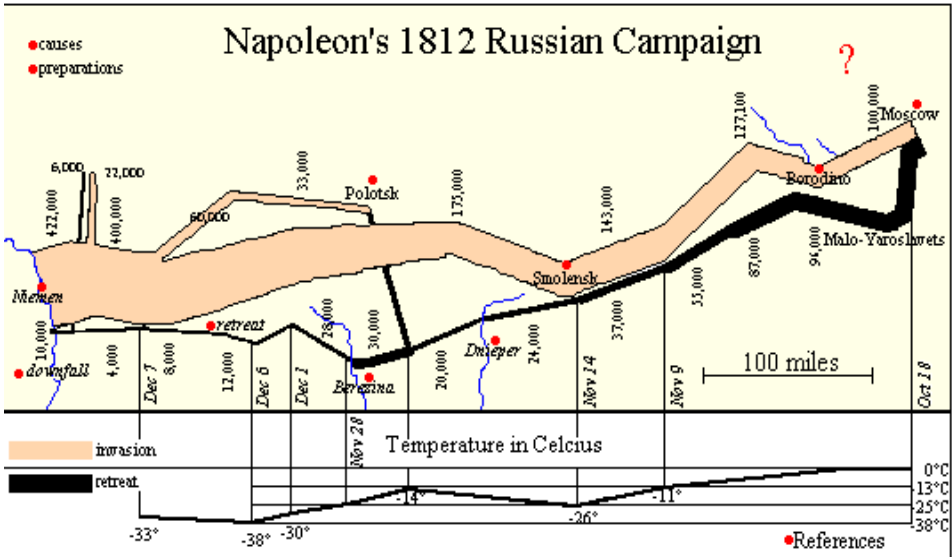 Napoleon's 1812 Russian Campaign
causes
preparations
?
Moscow
100,000
127,100
Borodino
6,000
22,000
33,000
Polotsk
60,000
422,000
400,000
175,000
143,000
Smolensk
Malo-Yaroslavets
96,000
87,000
55,000
37,000
24,000
20,000
30,000
28,000
12,000
8,000
4,000
10,000
Niemen
retreat
downfall
Berezina
Dnieper
100 miles
Dec 7
Dec 6
Dec 1
Nov 28
Nov 14
Nov 9
Oct 18
invasion
retreat
Temperature in Celcius
0°C
-13°C
-25°C
-38°C
-33°
-38°
-30°
-14°
-26°
-11°
References